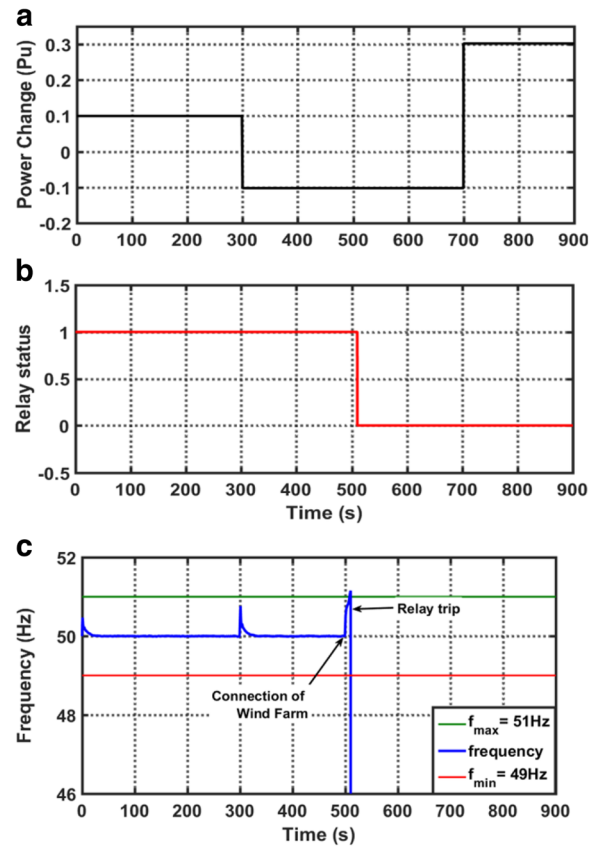 a
Power Change (Pu)
0.3
0.2
0.1
0
-0.1
-0.2
0 100 200 300 400 500 600 700 800 900
b
Relay status
1.5
1
0.5
0
-0.5
0 100 200 300 400 500 600 700 800 900
Time (s)
c
Frequency (Hz)
52
50
48
46
Relay trip
Connection of
Wind Farm
fmax= 51Hz
frequency
fmin= 49Hz
0 100 200 300 400 500 600 700 800 900
Time (s)